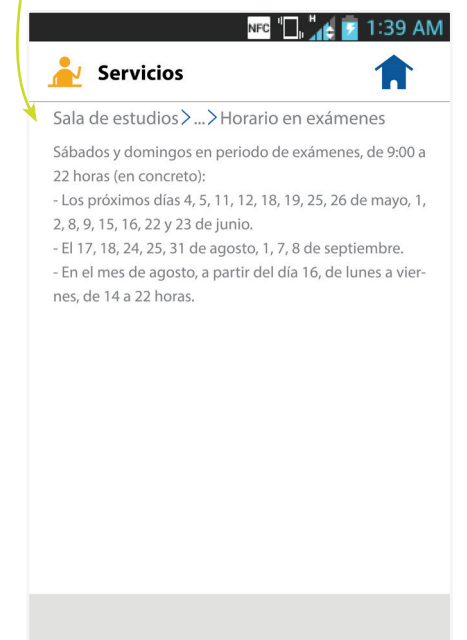 NFC H 1:39 AM
Servicios
Sala de estudios>...>Horario en exámenes
Sábados y domingos en periodo de exámenes, de 9:00 a
22 horas (en concreto):
- Los próximos días 4, 5, 11, 12, 18, 19, 25, 26 de mayo, 1,
2, 8, 9, 15, 16, 22 y 23 de junio.
- El 17, 18, 24, 25, 31 de agosto, 1, 7, 8 de septiembre.
- En el mes de agosto, a partir del día 16, de lunes a vier-
nes, de 14 a 22 horas.